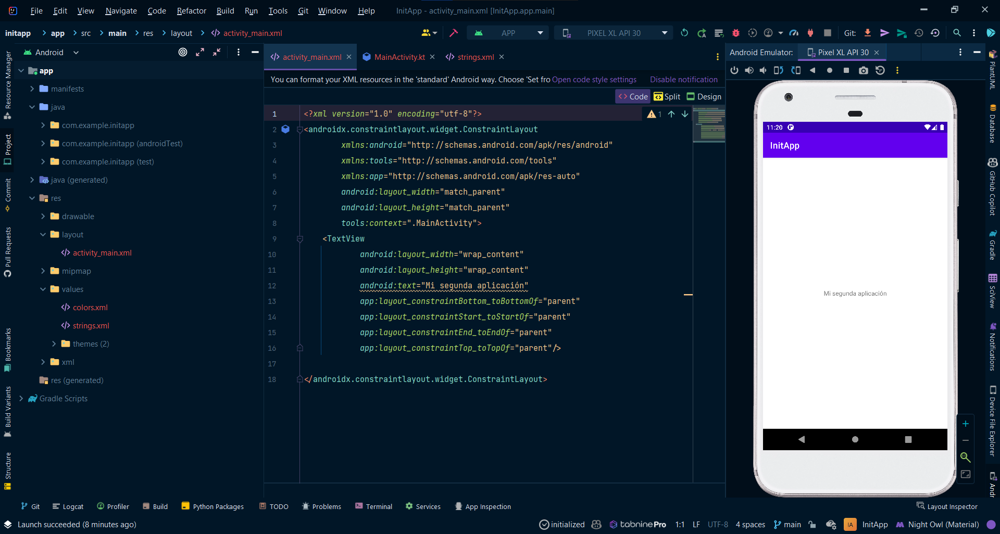 File Edit View Navigate Code Refactor Build Run Tools Git Window Help InitApp - activity_main.xml [InitApp.app.main]
initapp app src main res layout activity_main.xml APP PIXEL XL API 30 Git:
Android
activity_main.xml MainActivity.kt strings.xml
Android Emulator: Pixel XL API 30
You can format your XML resources in the 'standard' Android way. Choose 'Set fro Open code style settings Disable notification
Code Split Design
Resource Manager
Project
Commit
Pull Requests
Bookmarks
Build Variants
Structure
app
manifests
java
com.example.initapp
com.example.initapp (androidTest)
com.example.initapp (test)
java (generated)
res
drawable
layout
activity_main.xml
mipmap
values
colors.xml
strings.xml
themes (2)
xml
res (generated)
Gradle Scripts
1 <?xml version="1.0" encoding="utf-8"?>
1
2 <androidx.constraintlayout.widget.ConstraintLayout
3 xmlns:android="http://schemas.android.com/apk/res/android"
4 xmlns:tools="http://schemas.android.com/tools"
5 xmlns:app="http://schemas.android.com/apk/res-auto"
6 android:layout_width="match_parent"
7 android:layout_height="match_parent"
8 tools:context=".MainActivity">
9 <TextView
10 android:layout_width="wrap_content"
11 android:layout_height="wrap_content"
12 android:text="Mi segunda aplicación"
13 app:layout_constraintBottom_toBottomOf="parent"
14 app:layout_constraintStart_toStartOf="parent"
15 app:layout_constraintEnd_toEndOf="parent"
16 app:layout_constraintTop_toTopOf="parent"/>
17
18 </androidx.constraintlayout.widget.ConstraintLayout>
11:20
InitApp
Mi segunda aplicación
PlantUML
Database
GitHub Copilot
Gradle
SciView
Notifications
Device File Explorer
Andr
Git Logcat Profiler Build Python Packages TODO Problems Terminal Services App Inspection Layout Inspector
Launch succeeded (8 minutes ago) initialized tabninePro 1:1 LF UTF-8 4 spaces main IA InitApp Night Owl (Material)